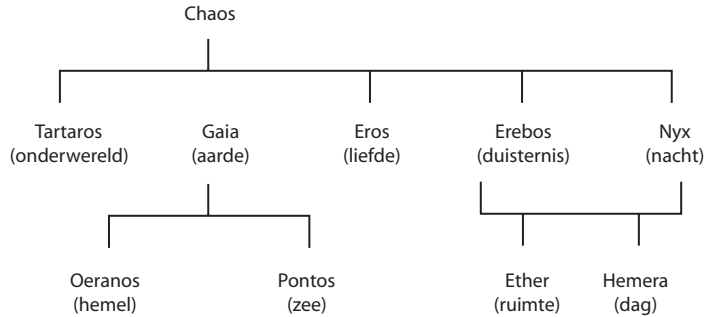 Chaos
Tartaros Gaia Eros Erebos Nyx
(onderwereld) (aarde) (liefde) (duisternis) (nacht)
Oeranos Pontos Ether Hemera
(hemel) (zee) (ruimte) (dag)